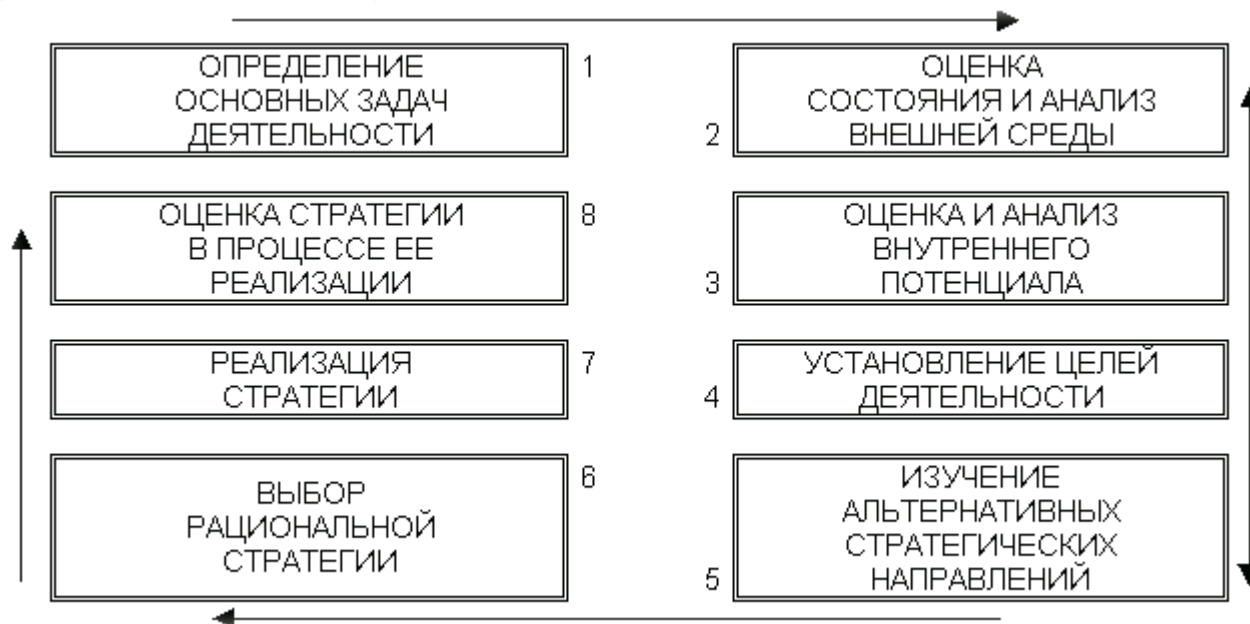 ОПРЕДЕЛЕНИЕ
ОСНОВНЫХ ЗАДАЧ
ДЕЯТЕЛЬНОСТИ
1
ОЦЕНКА
СОСТОЯНИЯ И АНАЛИЗ
ВНЕШНЕЙ СРЕДЫ
2
ОЦЕНКА И АНАЛИЗ
ВНУТРЕННЕГО
ПОТЕНЦИАЛА
3
УСТАНОВЛЕНИЕ ЦЕЛЕЙ
ДЕЯТЕЛЬНОСТИ
4
ИЗУЧЕНИЕ
АЛЬТЕРНАТИВНЫХ
СТРАТЕГИЧЕСКИХ
НАПРАВЛЕНИЙ
5
ВЫБОР
РАЦИОНАЛЬНОЙ
СТРАТЕГИИ
6
РЕАЛИЗАЦИЯ
СТРАТЕГИИ
7
ОЦЕНКА СТРАТЕГИИ
В ПРОЦЕССЕ ЕЕ
РЕАЛИЗАЦИИ
8